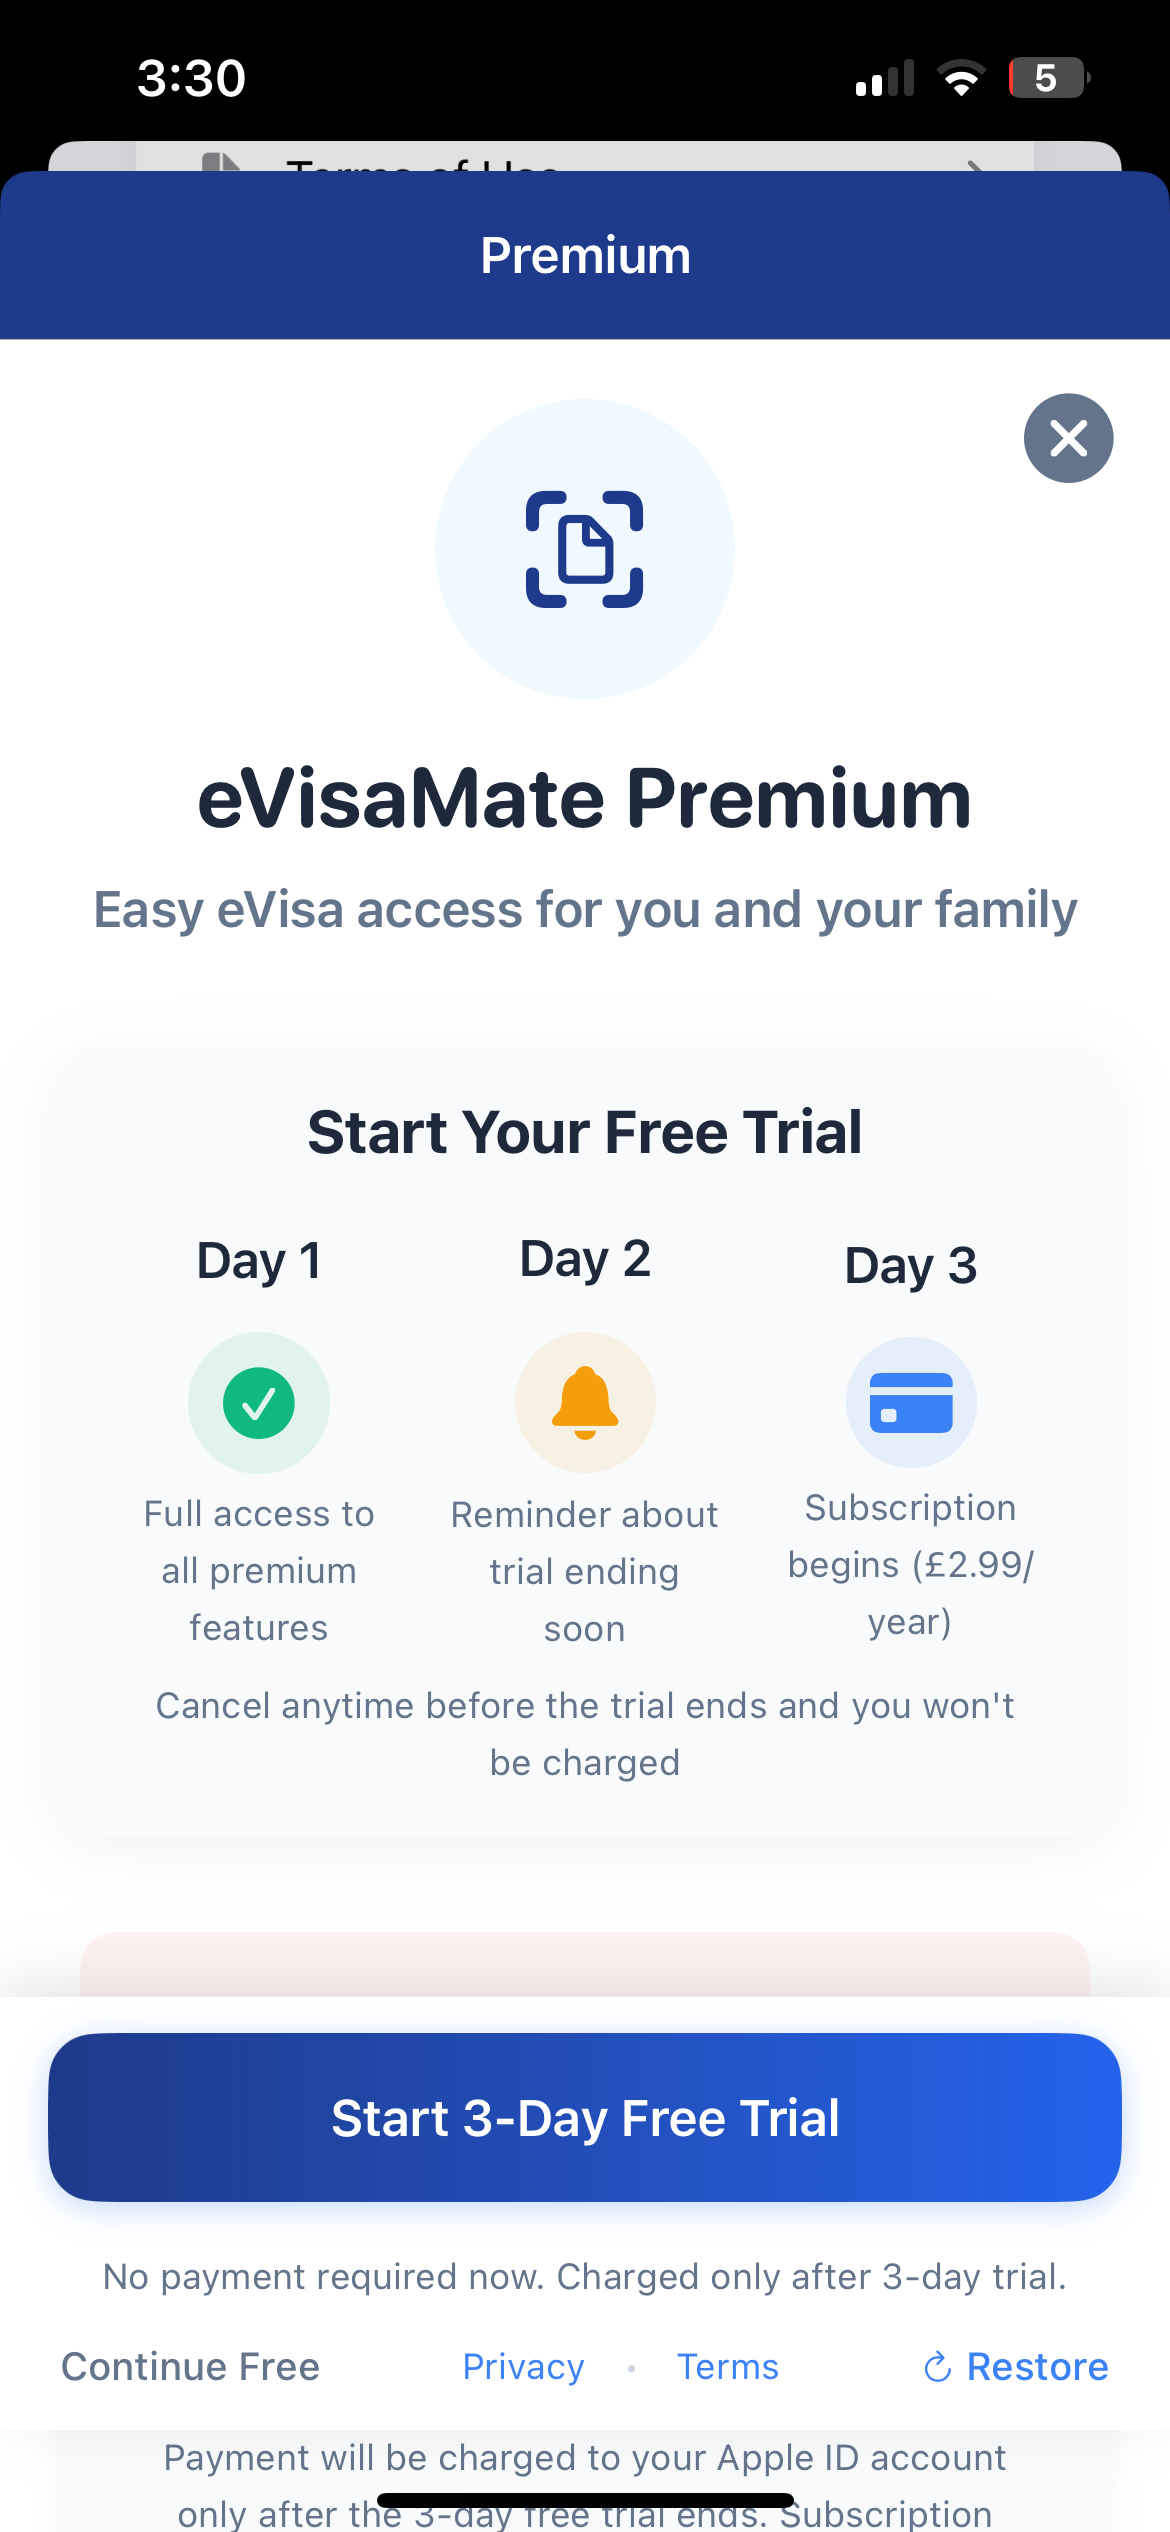 3:30
5
Terms of Use
Premium
eVisaMate Premium
Easy eVisa access for you and your family
Start Your Free Trial
Day 1
Day 2
Day 3
Full access to
all premium
features
Reminder about
trial ending
soon
Subscription
begins (£2.99/
year)
Cancel anytime before the trial ends and you won't
be charged
Start 3-Day Free Trial
No payment required now. Charged only after 3-day trial.
Continue Free
Privacy
•
Terms
Restore
Payment will be charged to your Apple ID account
only after the 3-day free trial ends. Subscription